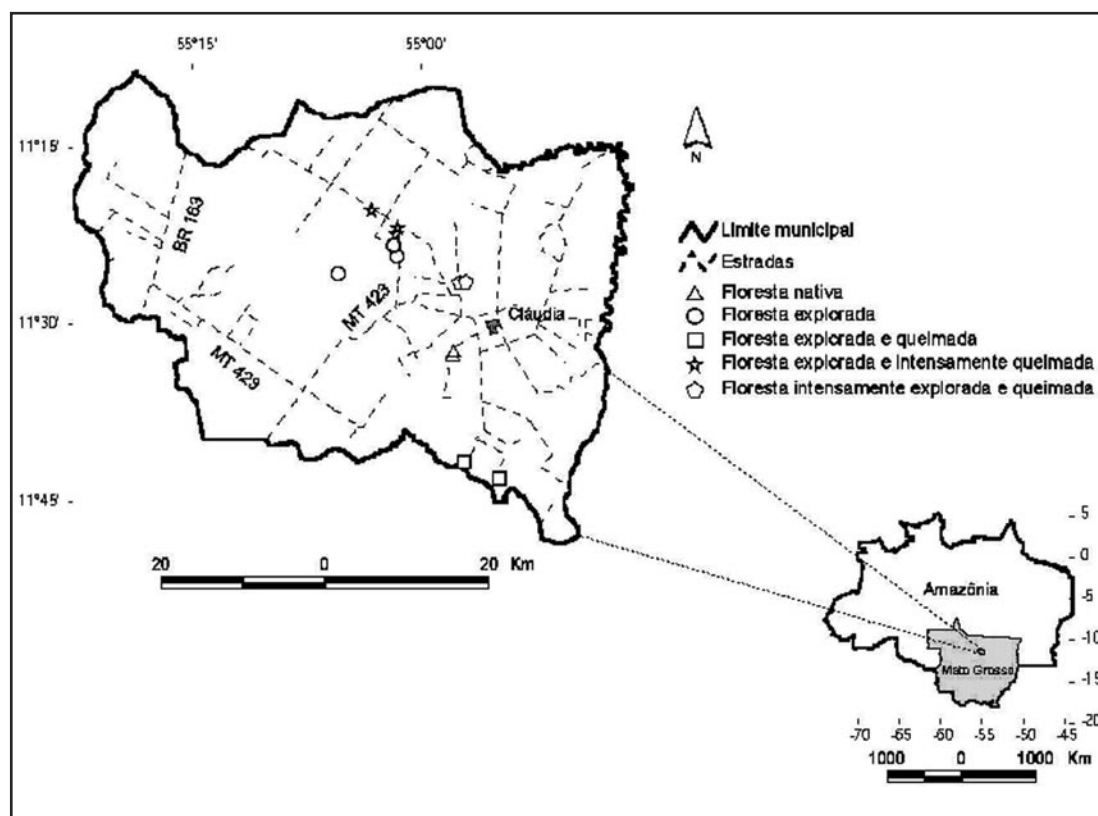 55°15' 55°00'
11°15'
11°30'
11°45'
BR 163
MT 423
MT 429
Cláudia
N
Limite municipal
Estradas
Floresta nativa
Floresta explorada
Floresta explorada e queimada
Floresta explorada e intensamente queimada
Floresta intensamente explorada e queimada
20 0 20 Km
Amazônia
Mato Grosso
5
0
-5
-10
-15
-20
-70 -65 -60 -55 -50 -45
1000 0 1000 Km